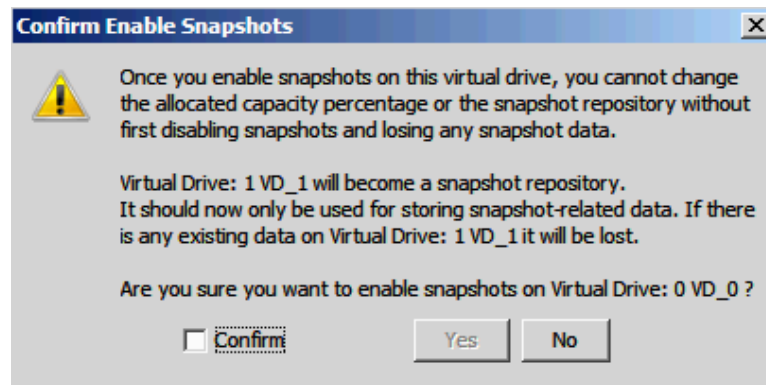 Confirm Enable Snapshots
Once you enable snapshots on this virtual drive, you cannot change
the allocated capacity percentage or the snapshot repository without
first disabling snapshots and losing any snapshot data.
Virtual Drive: 1 VD_1 will become a snapshot repository.
It should now only be used for storing snapshot-related data. If there
is any existing data on Virtual Drive: 1 VD_1 it will be lost.
Are you sure you want to enable snapshots on Virtual Drive: 0 VD_0 ?
Confirm Yes No